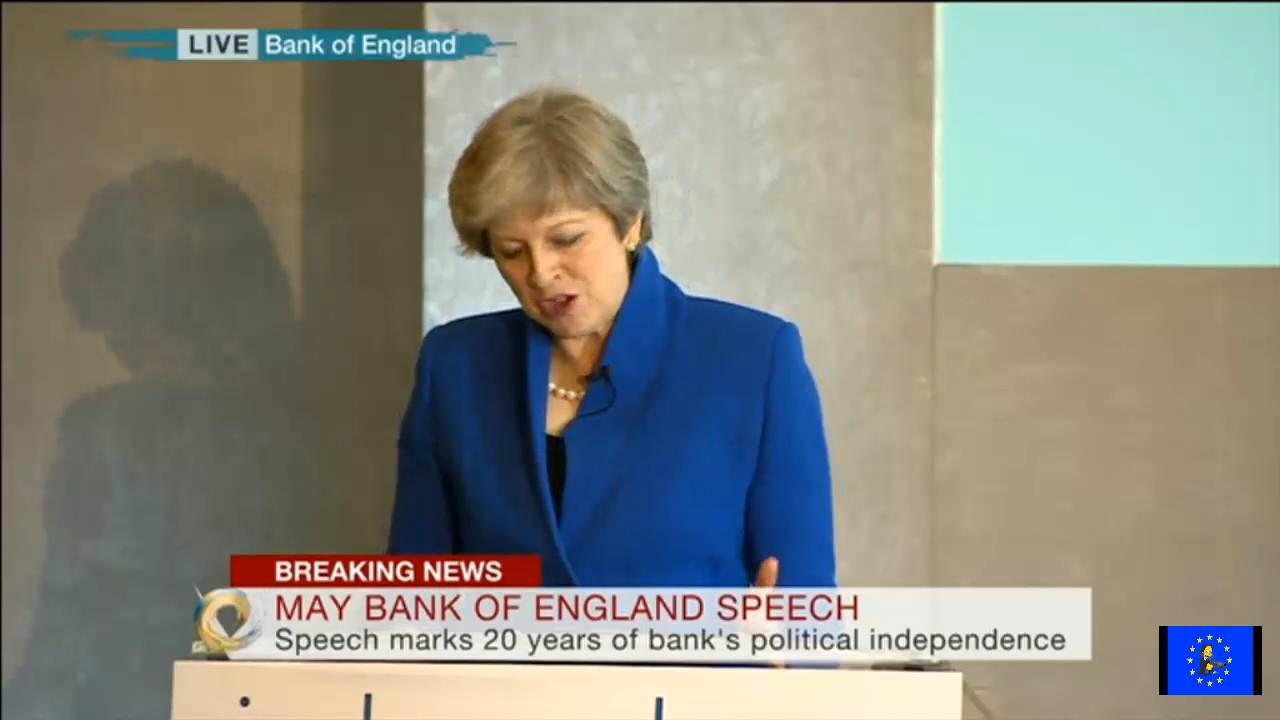 LIVE Bank of England
BREAKING NEWS
MAY BANK OF ENGLAND SPEECH
Speech marks 20 years of bank's political independence